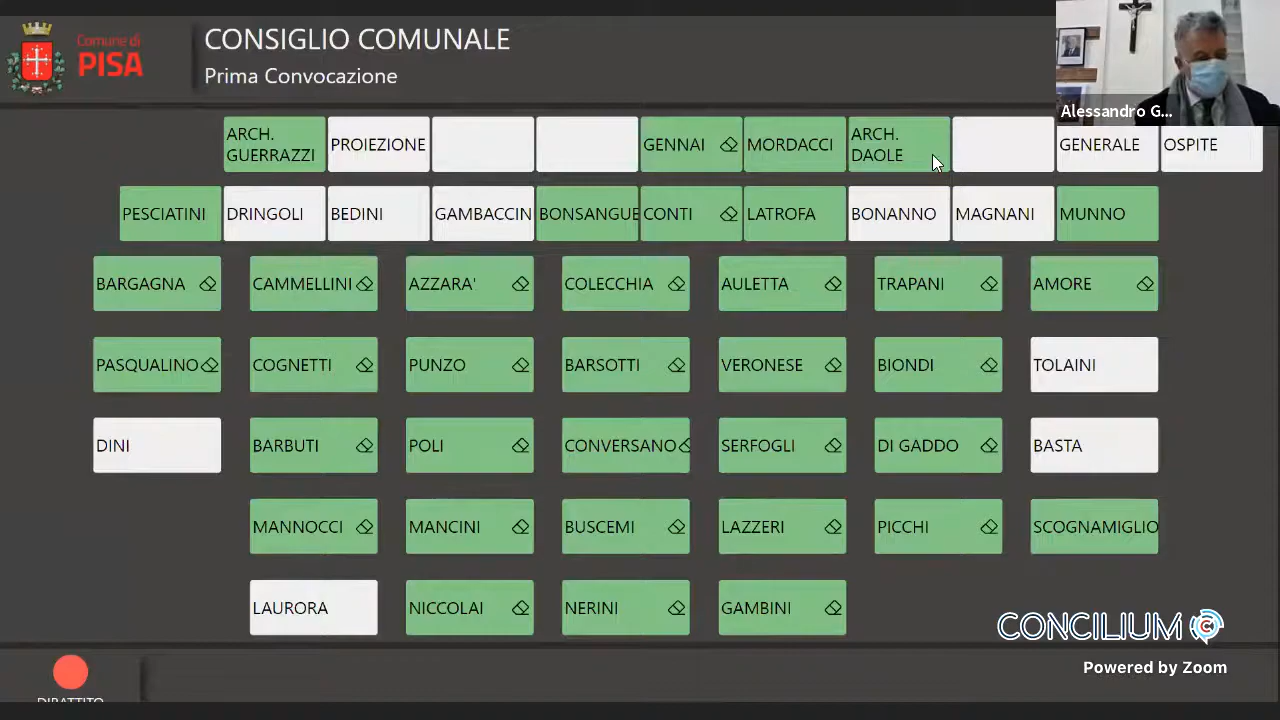 Comune di
PISA
CONSIGLIO COMUNALE
Prima Convocazione
Alessandro G...
ARCH.
GUERRAZZI
PROIEZIONE
GENNAI
MORDACCI
ARCH.
DAOLE
GENERALE
OSPITE
PESCIATINI
DRINGOLI
BEDINI
GAMBACCIN
BONSANGUE
CONTI
LATROFA
BONANNO
MAGNANI
MUNNO
BARGAGNA
CAMMELLINI
AZZARA'
COLECCHIA
AULETTA
TRAPANI
AMORE
PASQUALINO
COGNETTI
PUNZO
BARSOTTI
VERONESE
BIONDI
TOLAINI
DINI
BARBUTI
POLI
CONVERSANO
SERFOGLI
DI GADDO
BASTA
MANNOCCI
MANCINI
BUSCEMI
LAZZERI
PICCHI
SCOGNAMIGLIO
LAURORA
NICCOLAI
NERINI
GAMBINI
CONCILIUM
Powered by Zoom
DIBATTITO